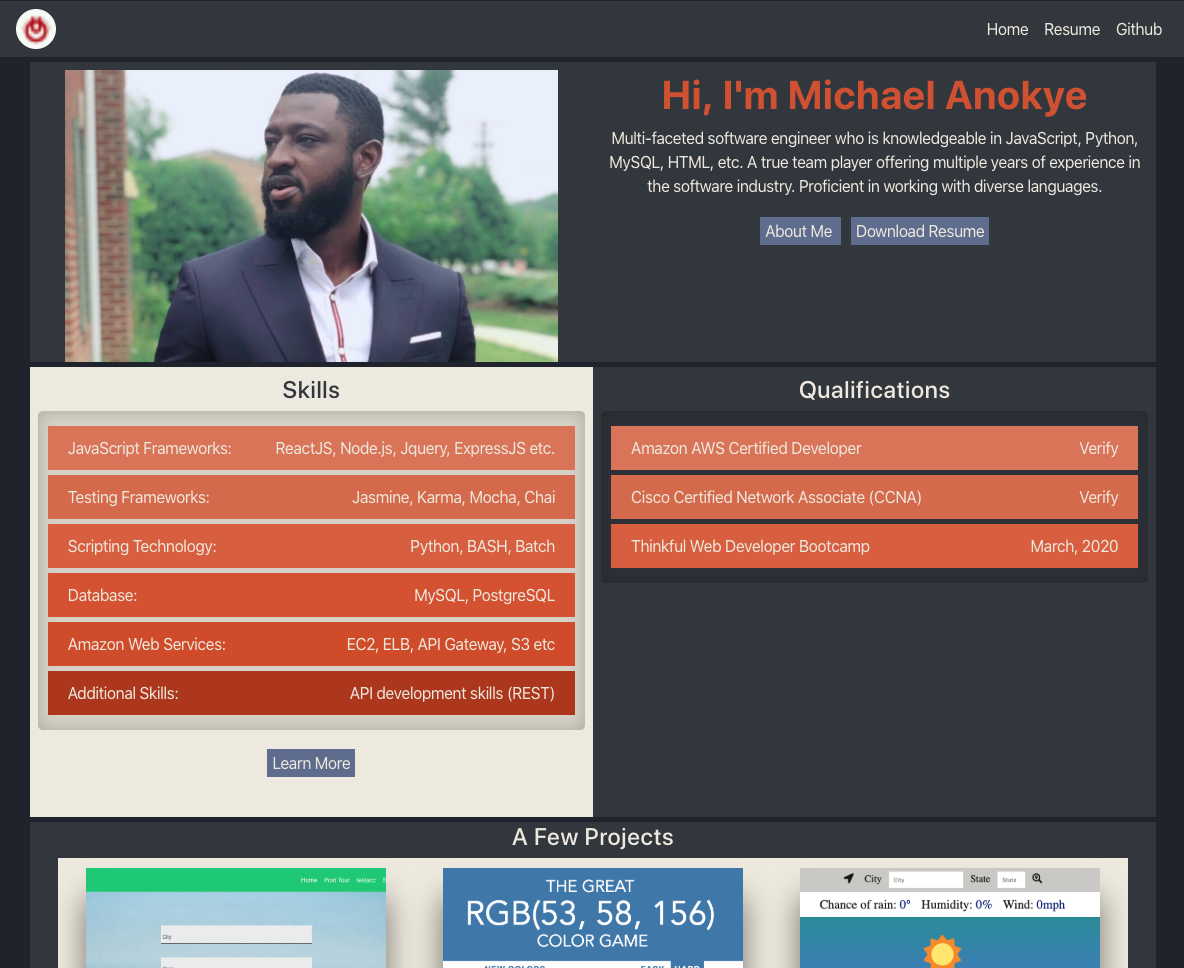 Home Resume Github
Hi, I'm Michael Anokye
Multi-faceted software engineer who is knowledgeable in JavaScript, Python,
MySQL, HTML, etc. A true team player offering multiple years of experience in
the software industry. Proficient in working with diverse languages.
About Me Download Resume
Skills
JavaScript Frameworks: ReactJS, Node.js, Jquery, ExpressJS etc.
Testing Frameworks: Jasmine, Karma, Mocha, Chai
Scripting Technology: Python, BASH, Batch
Database: MySQL, PostgreSQL
Amazon Web Services: EC2, ELB, API Gateway, S3 etc
Additional Skills: API development skills (REST)
Learn More
Qualifications
Amazon AWS Certified Developer Verify
Cisco Certified Network Associate (CCNA) Verify
Thinkful Web Developer Bootcamp March, 2020
A Few Projects
Home Post Tour testacc
City
THE GREAT
RGB(53, 58, 156)
COLOR GAME
NEW COLORS EASY HARD
City City State State
Chance of rain: 0° Humidity: 0% Wind: 0mph